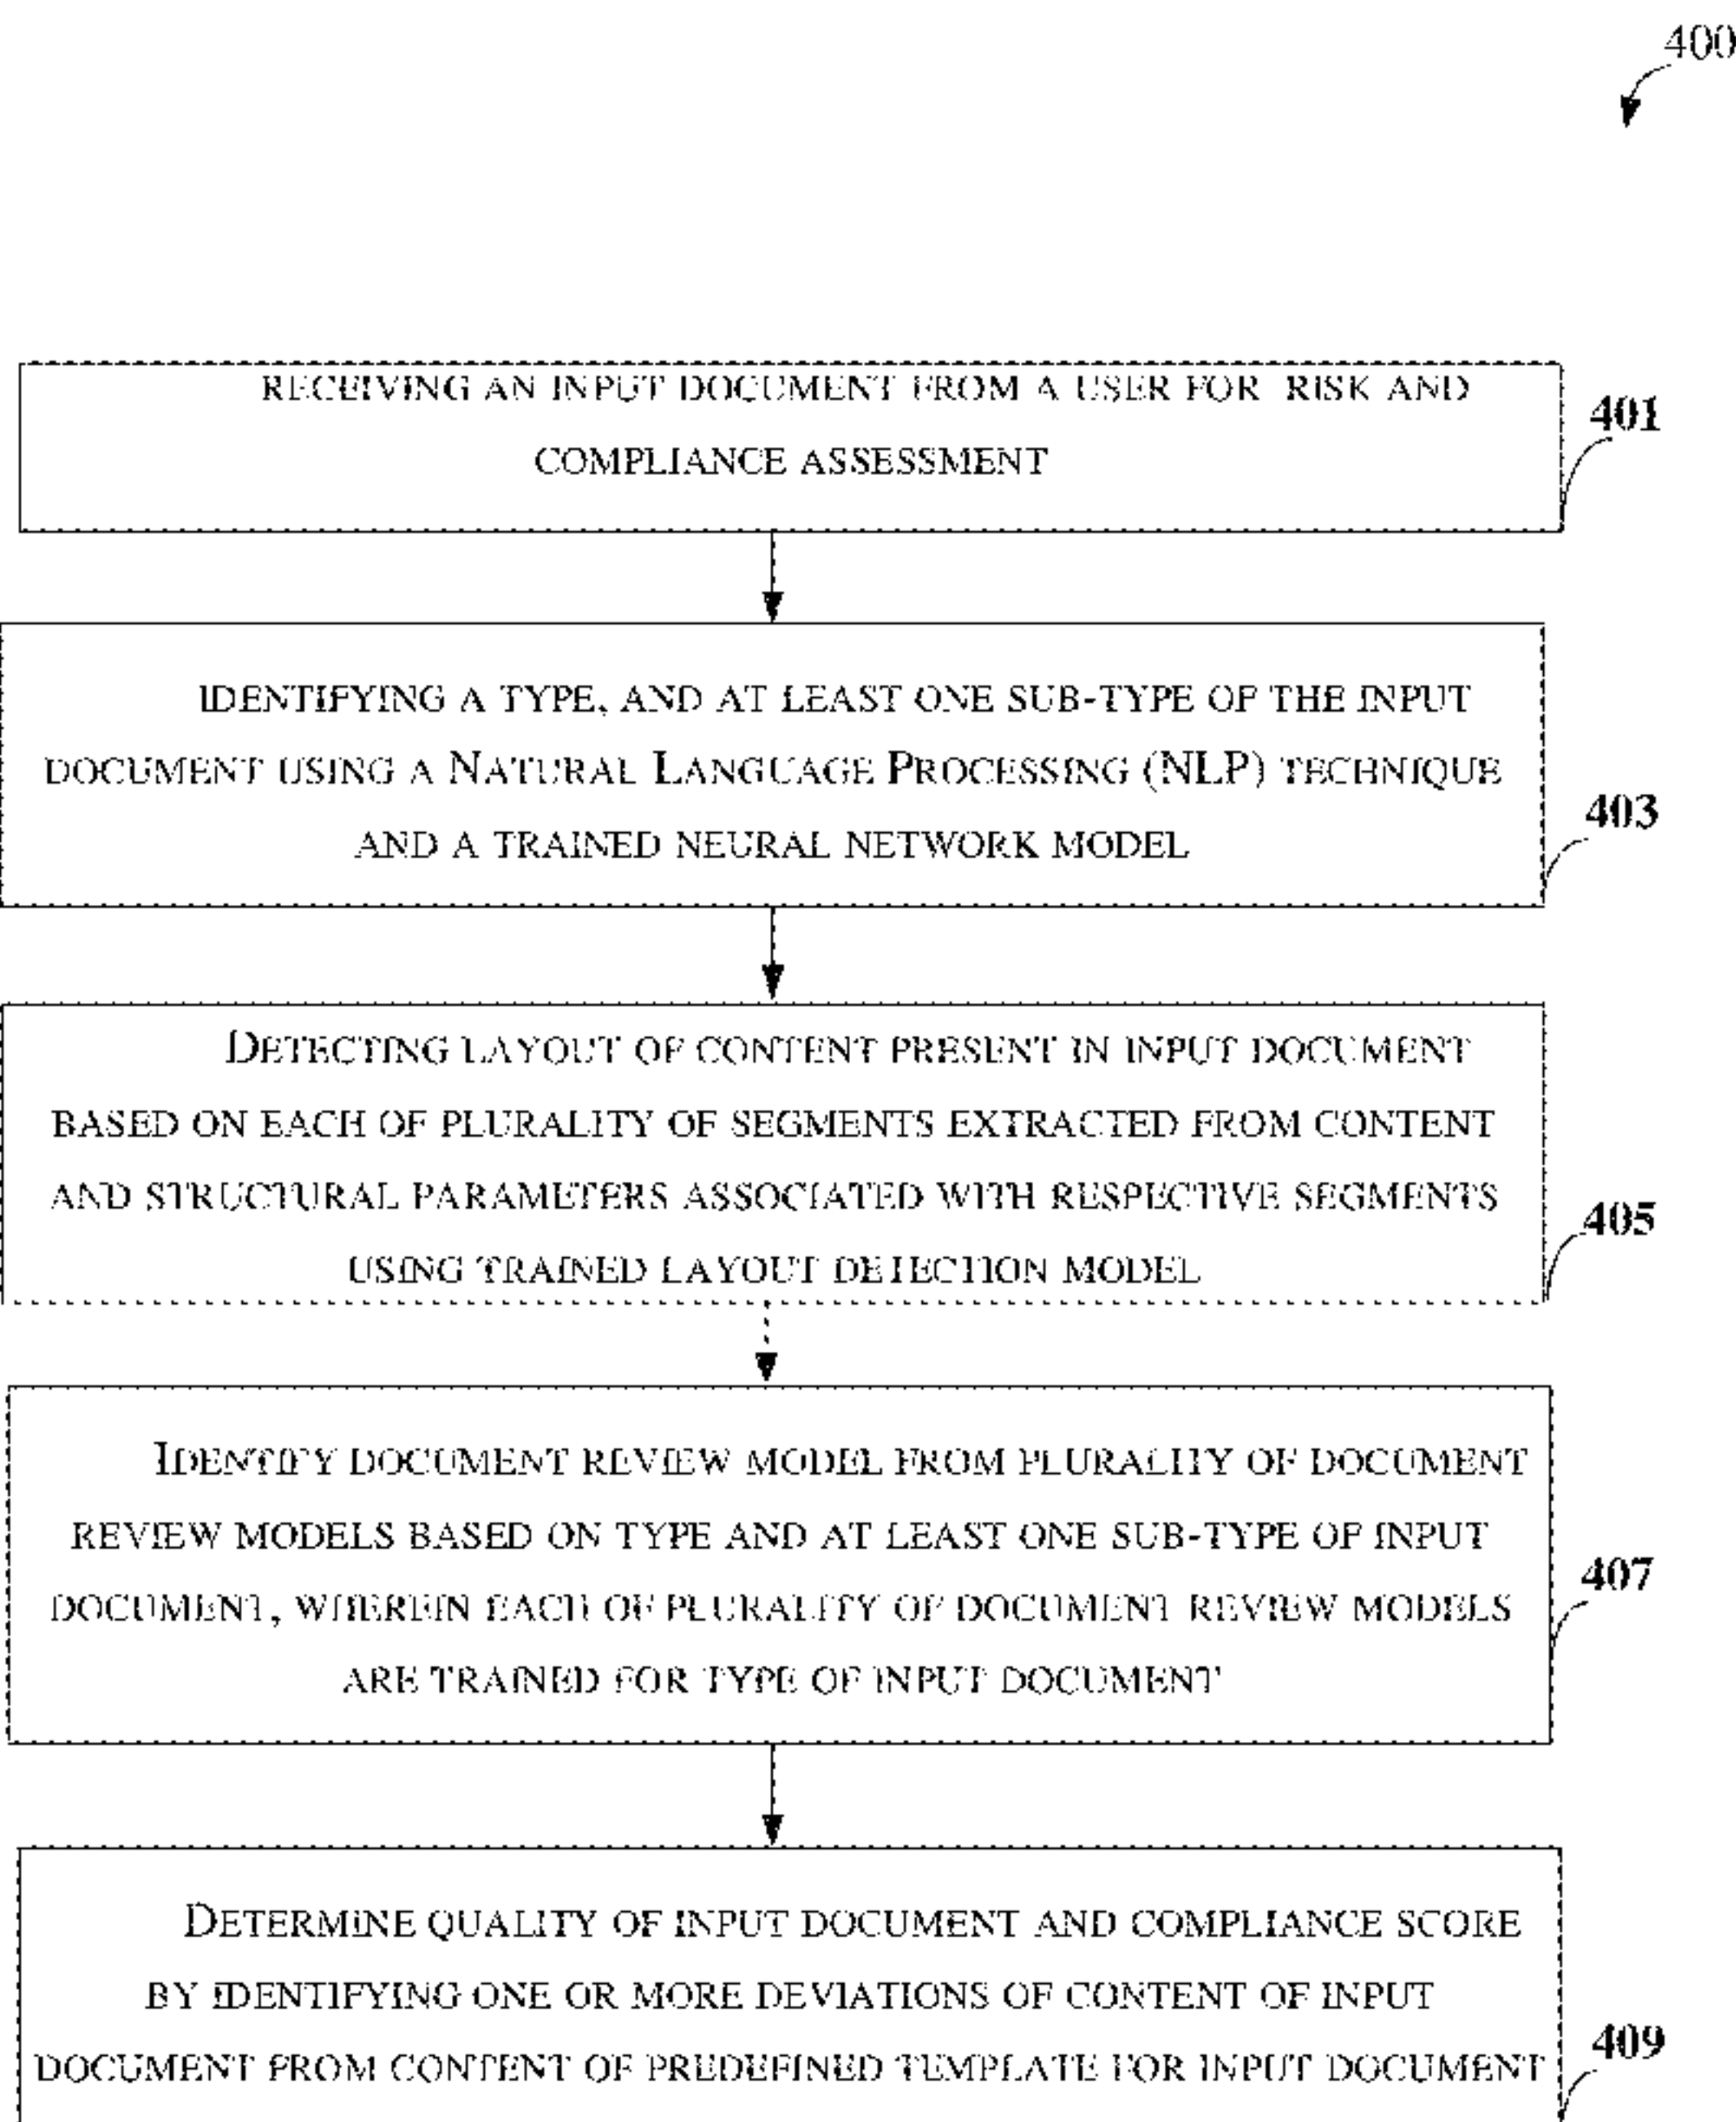 400
RECEIVING AN INPUT DOCUMENT FROM A USER FOR RISK AND
COMPLIANCE ASSESSMENT
401
IDENTIFYING A TYPE, AND AT LEAST ONE SUB-TYPE OF THE INPUT
DOCUMENT USING A NATURAL LANGUAGE PROCESSING (NLP) TECHNIQUE
AND A TRAINED NEURAL NETWORK MODEL
403
DETECTING LAYOUT OF CONTENT PRESENT IN INPUT DOCUMENT
BASED ON EACH OF PLURALITY OF SEGMENTS EXTRACTED FROM CONTENT
AND STRUCTURAL PARAMETERS ASSOCIATED WITH RESPECTIVE SEGMENTS
USING TRAINED LAYOUT DETECTION MODEL
405
IDENTIFY DOCUMENT REVIEW MODEL FROM PLURALITY OF DOCUMENT
REVIEW MODELS BASED ON TYPE AND AT LEAST ONE SUB-TYPE OF INPUT
DOCUMENT, WHEREIN EACH OF PLURALITY OF DOCUMENT REVIEW MODELS
ARE TRAINED FOR TYPE OF INPUT DOCUMENT
407
DETERMINE QUALITY OF INPUT DOCUMENT AND COMPLIANCE SCORE
BY IDENTIFYING ONE OR MORE DEVIATIONS OF CONTENT OF INPUT
DOCUMENT FROM CONTENT OF PREDEFINED TEMPLATE FOR INPUT DOCUMENT
409